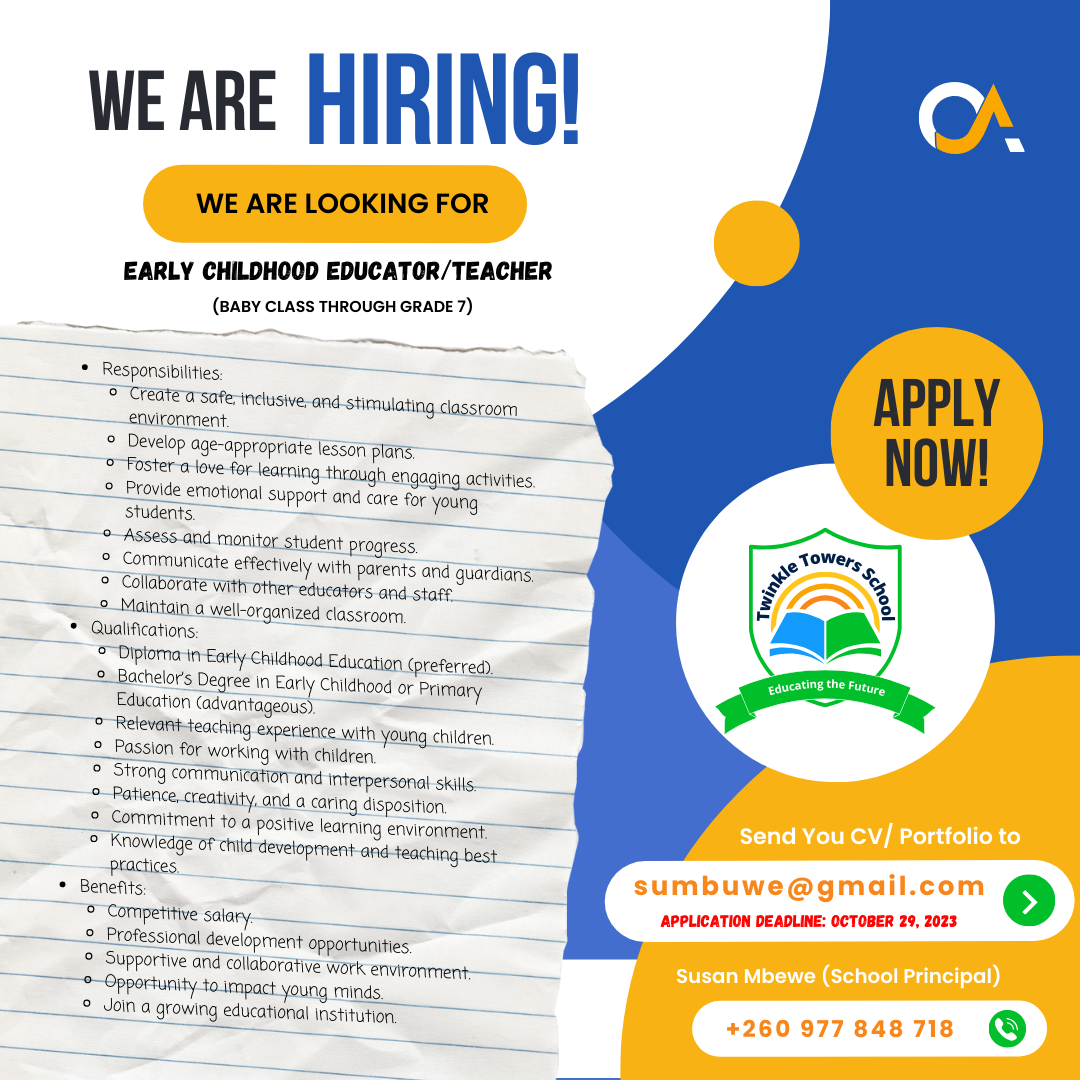 WE ARE HIRING!
WE ARE LOOKING FOR
EARLY CHILDHOOD EDUCATOR/TEACHER
(BABY CLASS THROUGH GRADE 7)
• Responsibilities:
○ Create a safe, inclusive, and stimulating classroom
environment.
○ Develop age-appropriate lesson plans.
○ Foster a love for learning through engaging activities.
○ Provide emotional support and care for young
students.
○ Assess and monitor student progress.
○ Communicate effectively with parents and guardians.
○ Collaborate with other educators and staff.
○ Maintain a well-organized classroom.
• Qualifications:
○ Diploma in Early Childhood Education (preferred).
○ Bachelor's Degree in Early Childhood or Primary
Education (advantageous).
○ Relevant teaching experience with young children.
○ Passion for working with children.
○ Strong communication and interpersonal skills.
○ Patience, creativity, and a caring disposition.
○ Commitment to a positive learning environment.
○ Knowledge of child development and teaching best
practices.
• Benefits:
○ Competitive salary.
○ Professional development opportunities.
○ Supportive and collaborative work environment.
○ Opportunity to impact young minds.
○ Join a growing educational institution.
OA
APPLY
NOW!
Twinkle Towers School
Educating the Future
Send You CV/ Portfolio to
sumbuwe@gmail.com
APPLICATION DEADLINE: OCTOBER 29, 2023
Susan Mbewe (School Principal)
+260 977 848 718